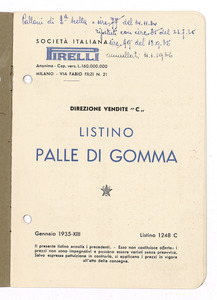 SOCIETÀ ITALIANA
PIRELLI
Anonima - Cap. vers. L. 160.000.000
MILANO - VIA FABIO FILZI N. 21
DIREZIONE VENDITE "C„
LISTINO
PALLE DI GOMMA
Gennaio 1935-XIII Listino 1248 C
Il presente listino annulla i precedenti. - Esso non costituisce offerta. I
prezzi non sono impegnativi e possono essere variati senza preavviso.
Salvo espressa pattuizione in contrario, si applicano i prezzi in vigore
all'atto della consegna.